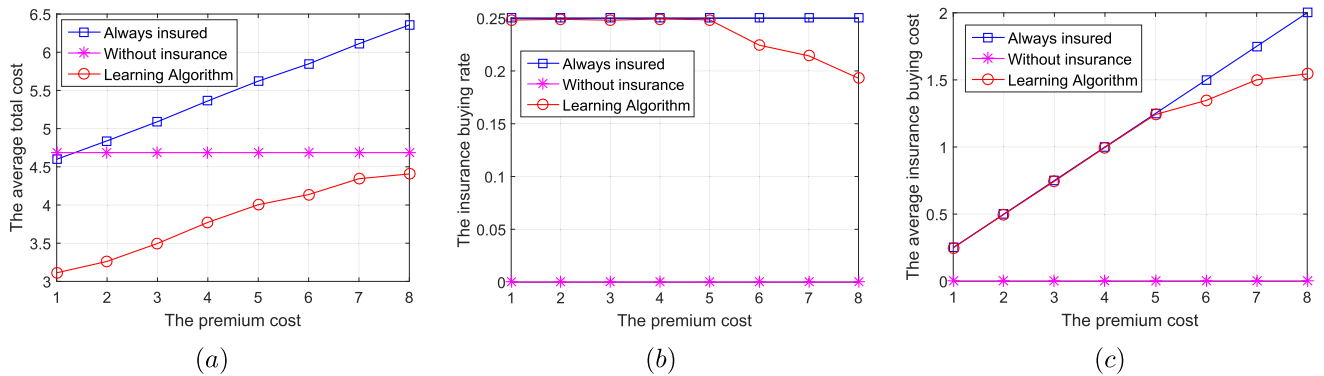 The average total cost
6.5
6
5.5
5
4.5
4
3.5
3
Always insured
Without insurance
Learning Algorithm
1 2 3 4 5 6 7 8
The premium cost
(a)
The insurance buying rate
0.25
0.2
0.15
0.1
0.05
0
Always insured
Without insurance
Learning Algorithm
1 2 3 4 5 6 7 8
The premium cost
(b)
The average insurance buying cost
2
1.5
1
0.5
0
Always insured
Without insurance
Learning Algorithm
1 2 3 4 5 6 7 8
The premium cost
(c)